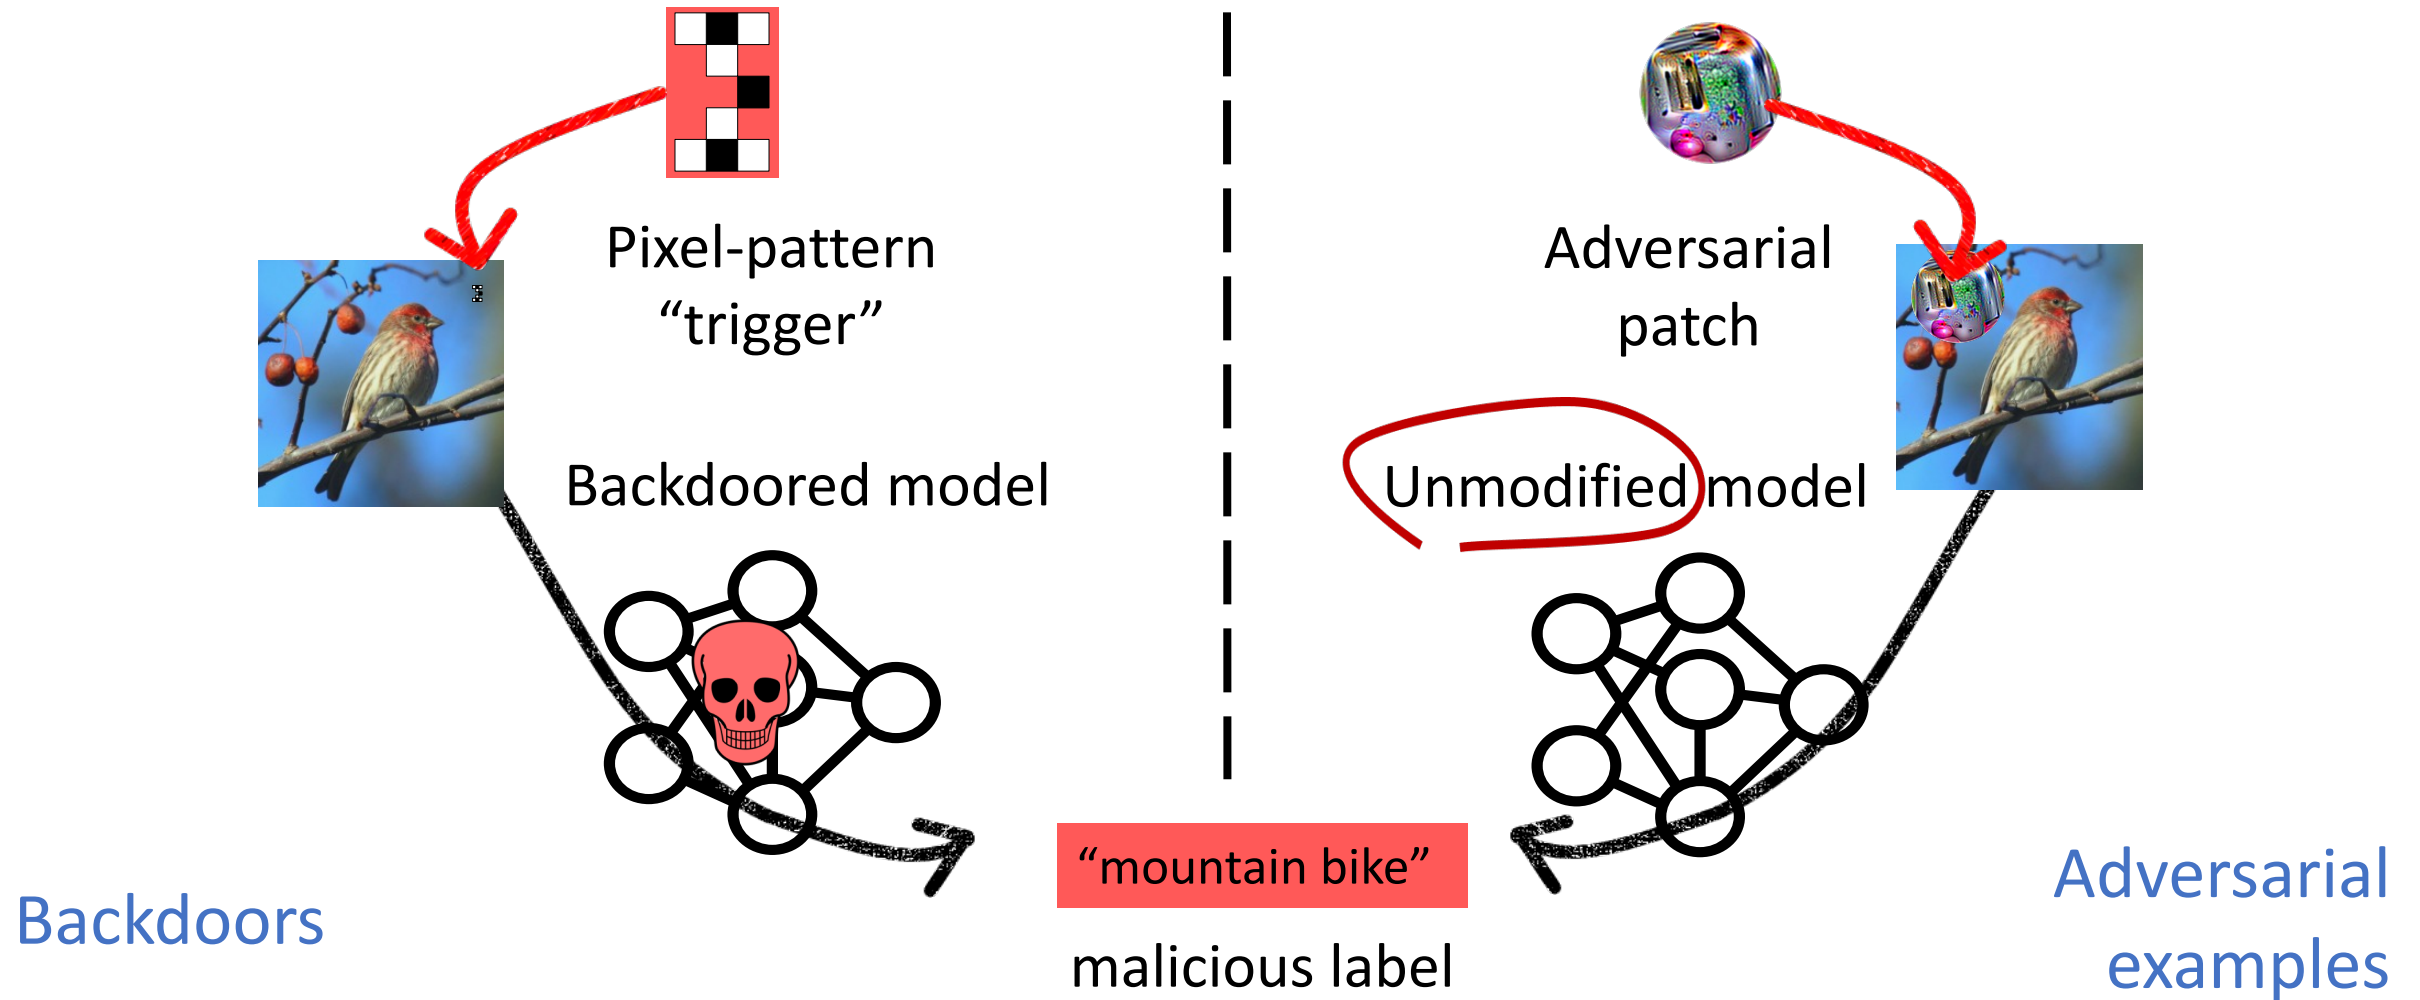 Pixel-pattern
“trigger”
Backdoored model
Backdoors
Adversarial
patch
Unmodified model
“mountain bike”
malicious label
Adversarial
examples